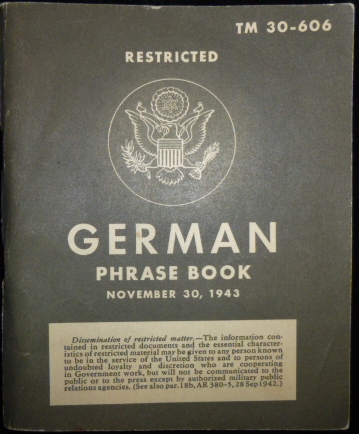 TM 30-606
RESTRICTED
GERMAN
PHRASE BOOK
NOVEMBER 30, 1943
Dissemination of restricted matter.—The information con-
tained in restricted documents and the essential character-
istics of restricted material may be given to any person known
to be in the service of the United States and to persons of
undoubted loyalty and discretion who are cooperating
in Government work, but will not be communicated to the
public or to the press except by authorized military public
relations agencies. (See also par. 18b, AR 380-5, 28 Sep 1942.)